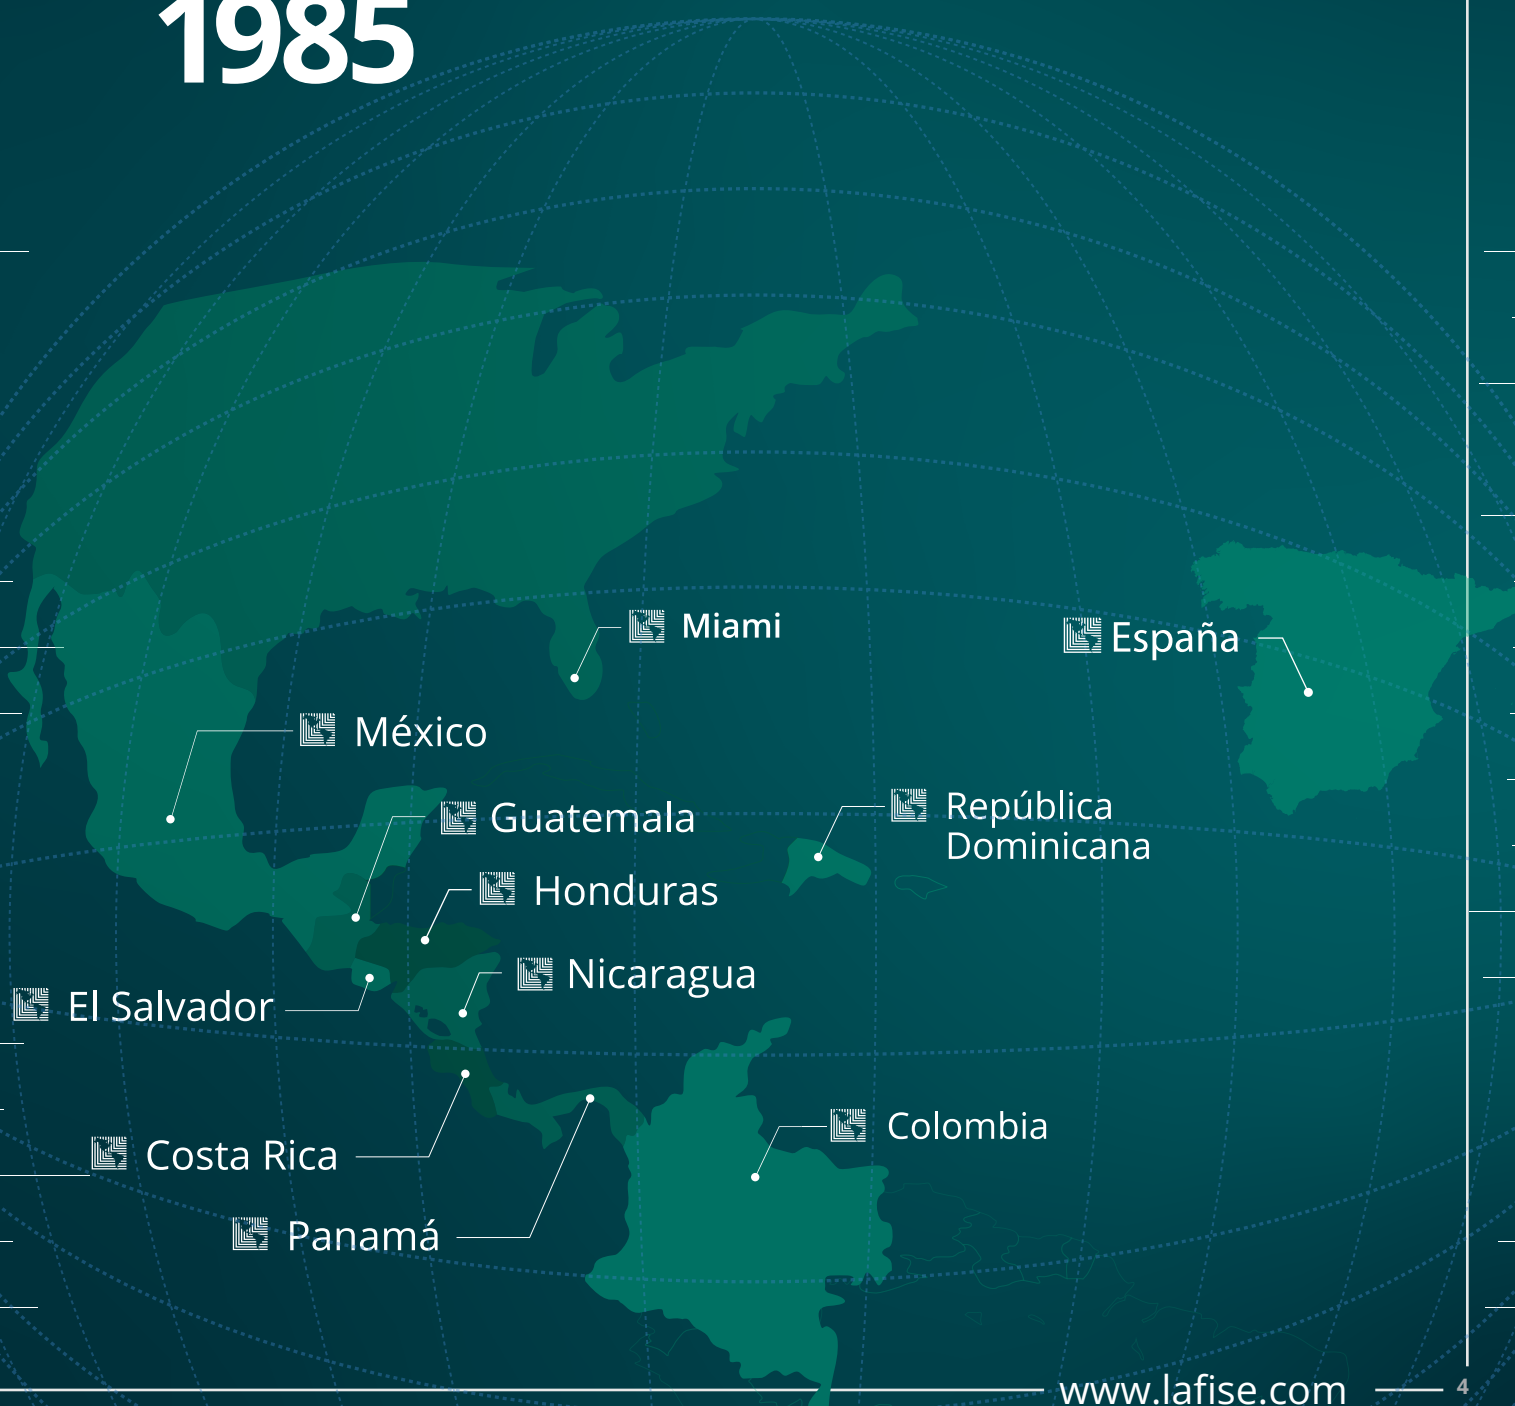 1985
Miami
España
México
Guatemala
República
Dominicana
Honduras
Nicaragua
El Salvador
Colombia
Costa Rica
Panamá
www.lafise.com
4